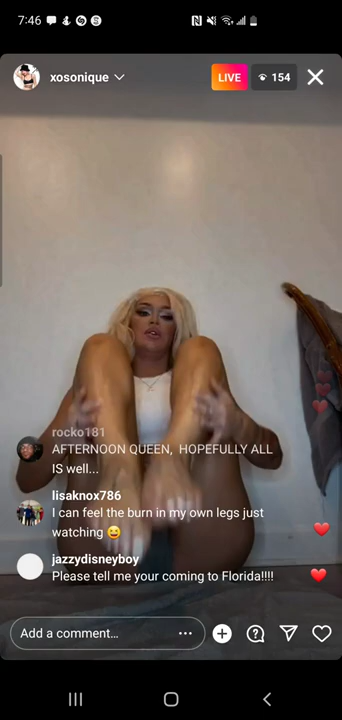 7:46
xosonique
LIVE
154
rocko181
AFTERNOON QUEEN, HOPEFULLY ALL
IS well...
lisaknox786
I can feel the burn in my own legs just
watching 😄
jazzydisneyboy
Please tell me your coming to Florida!!!!
Add a comment...